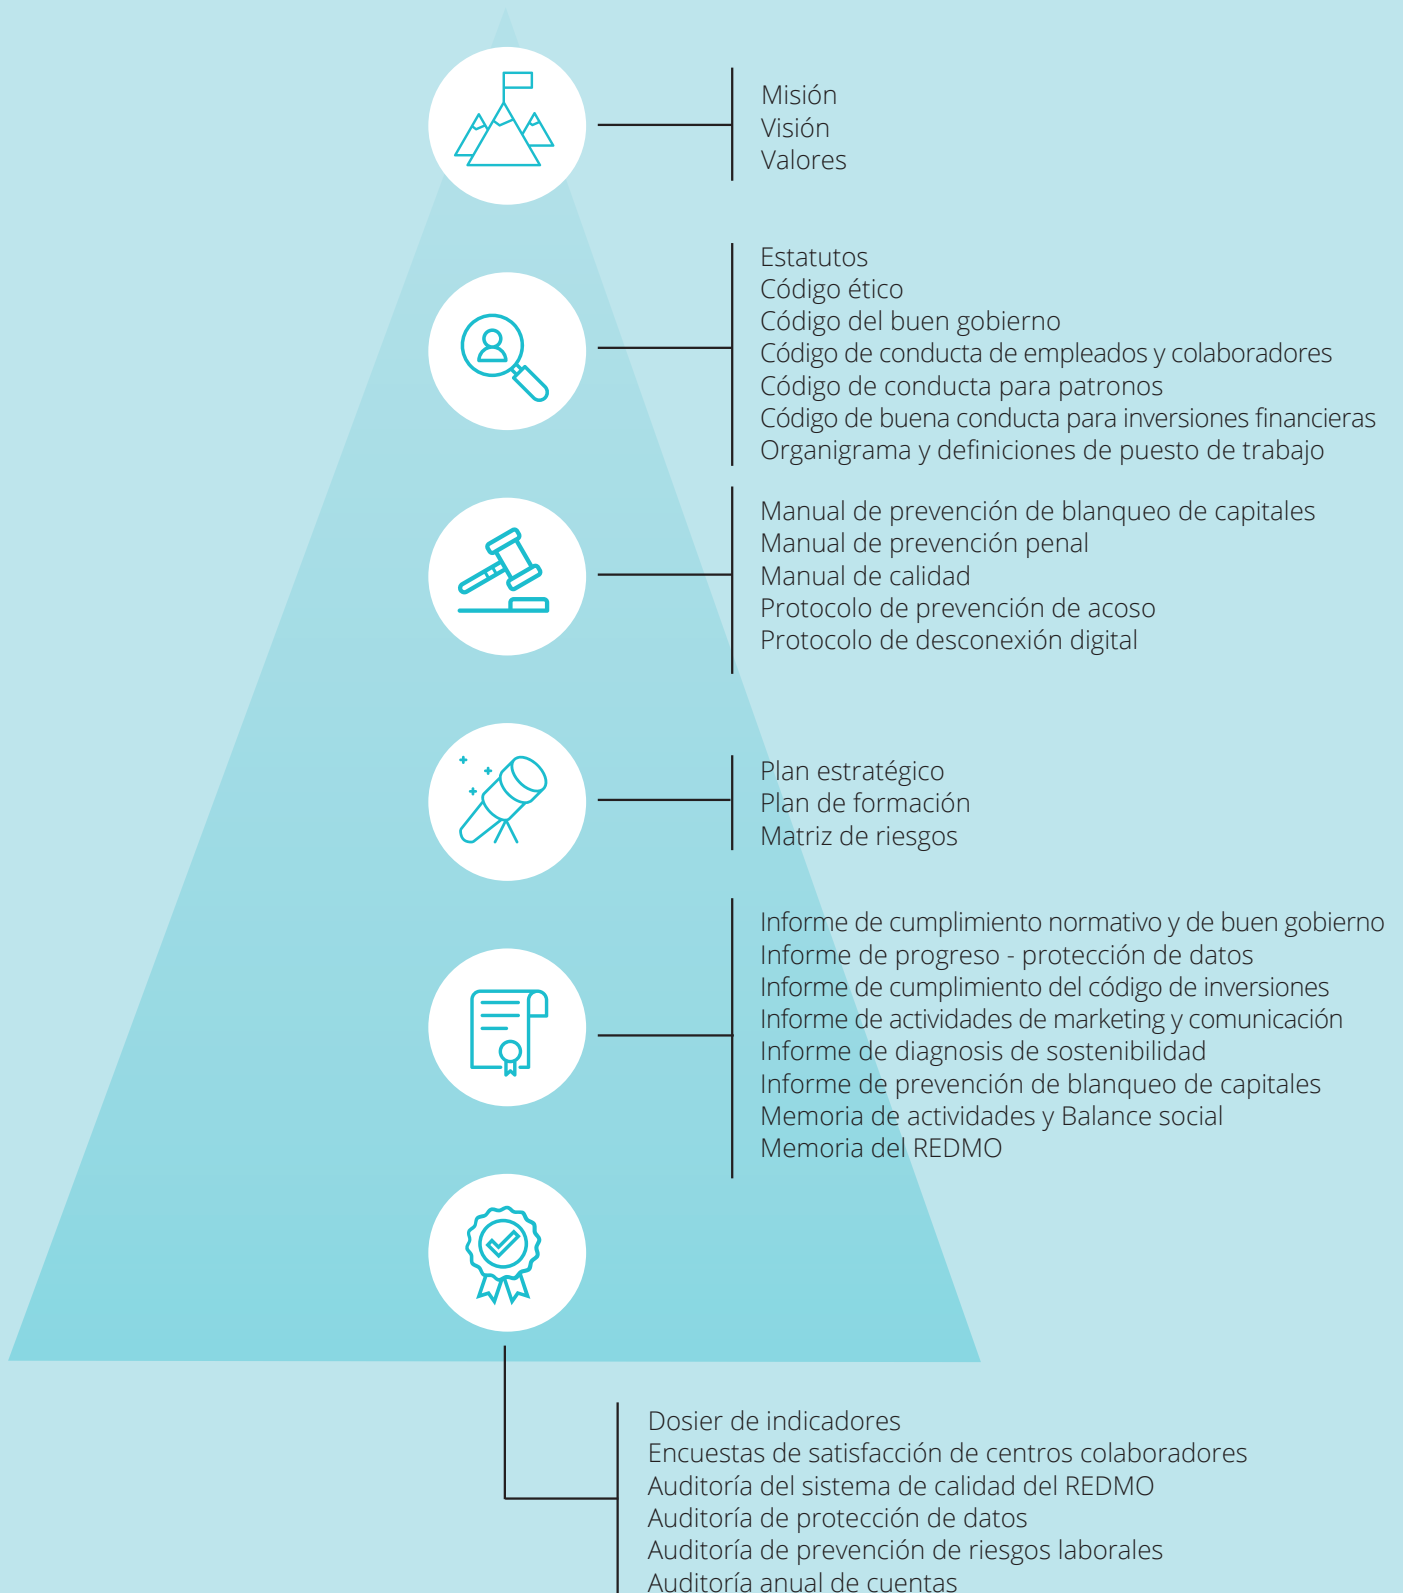 Misión
Visión
Valores
Estatutos
Código ético
Código del buen gobierno
Código de conducta de empleados y colaboradores
Código de conducta para patronos
Código de buena conducta para inversiones financieras
Organigrama y definiciones de puesto de trabajo
Manual de prevención de blanqueo de capitales
Manual de prevención penal
Manual de calidad
Protocolo de prevención de acoso
Protocolo de desconexión digital
Plan estratégico
Plan de formación
Matriz de riesgos
Informe de cumplimiento normativo y de buen gobierno
Informe de progreso - protección de datos
Informe de cumplimiento del código de inversiones
Informe de actividades de marketing y comunicación
Informe de diagnosis de sostenibilidad
Informe de prevención de blanqueo de capitales
Memoria de actividades y Balance social
Memoria del REDMO
Dosier de indicadores
Encuestas de satisfacción de centros colaboradores
Auditoría del sistema de calidad del REDMO
Auditoría de protección de datos
Auditoría de prevención de riesgos laborales
Auditoría anual de cuentas